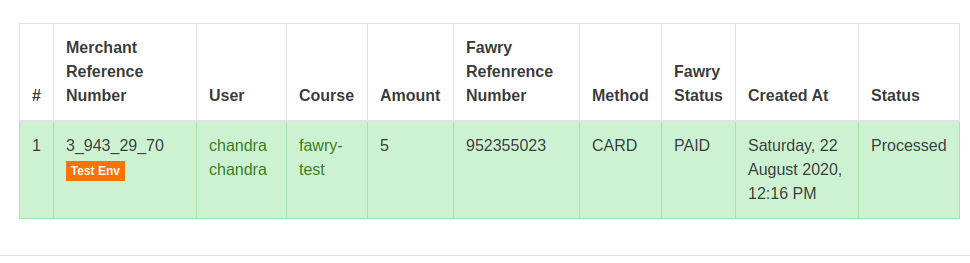 #
Merchant
Reference
Number
User
Course
Amount
Fawry
Refenrence
Number
Method
Fawry
Status
Created At
Status
1
3_943_29_70
Test Env
chandra
chandra
fawry-
test
5
952355023
CARD
PAID
Saturday, 22
August 2020,
12:16 PM
Processed